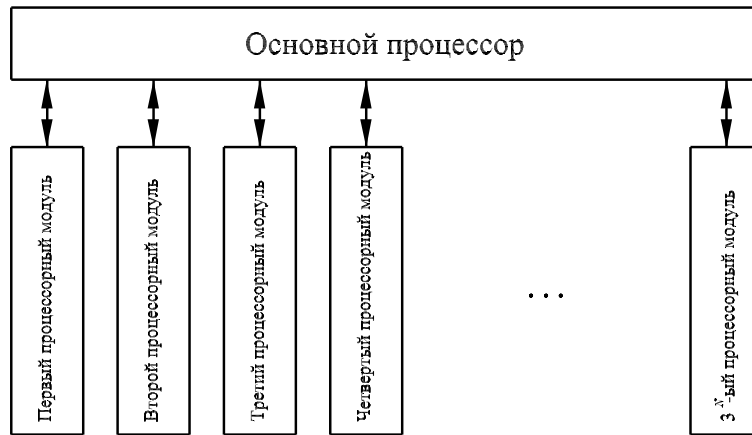 Основной процессор
Первый процессорный модуль
Второй процессорный модуль
Третий процессорный модуль
Четвертый процессорный модуль
. . .
3^N-ый процессорный модуль